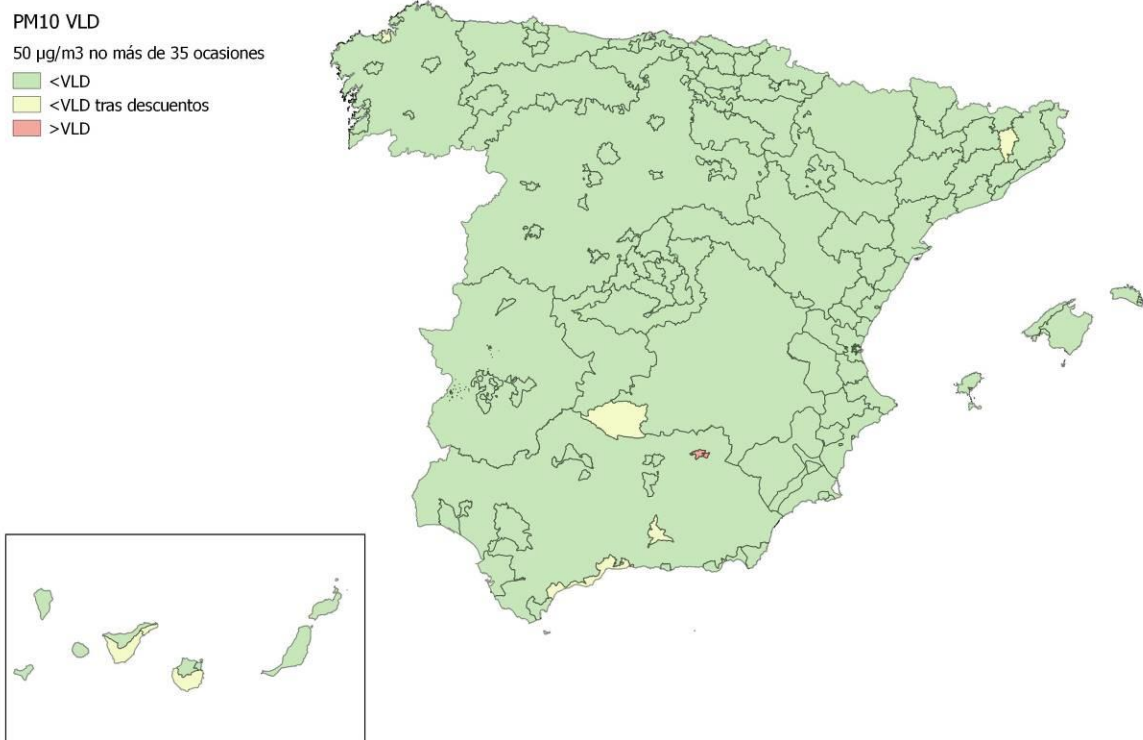 PM10 VLD
50 µg/m3 no más de 35 ocasiones
<VLD
<VLD tras descuentos
>VLD